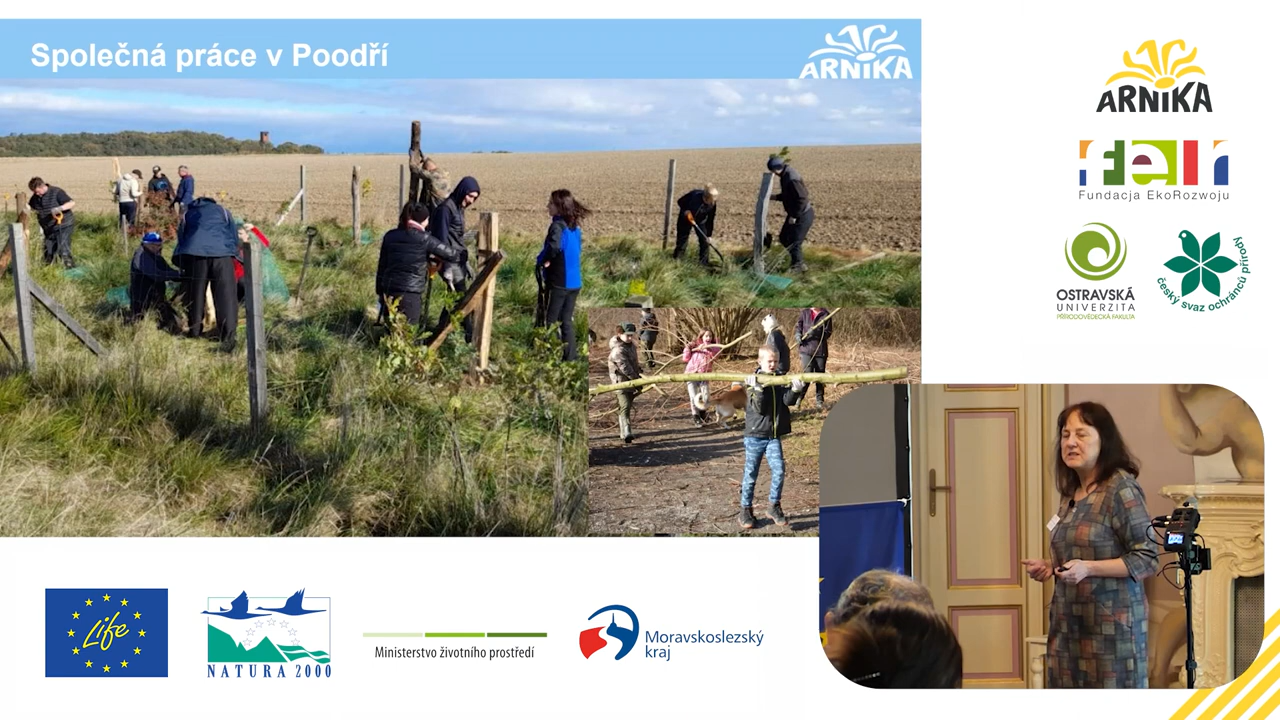 Společná práce v Poodří
ARNIKA
ARNIKA
feer
Fundacja EkoRozwoju
OSTRAVSKÁ
UNIVERZITA
PŘÍRODOVĚDECKÁ FAKULTA
český svaz ochránců přírody
Life
NATURA 2000
Ministerstvo životního prostředí
Moravskoslezský
kraj